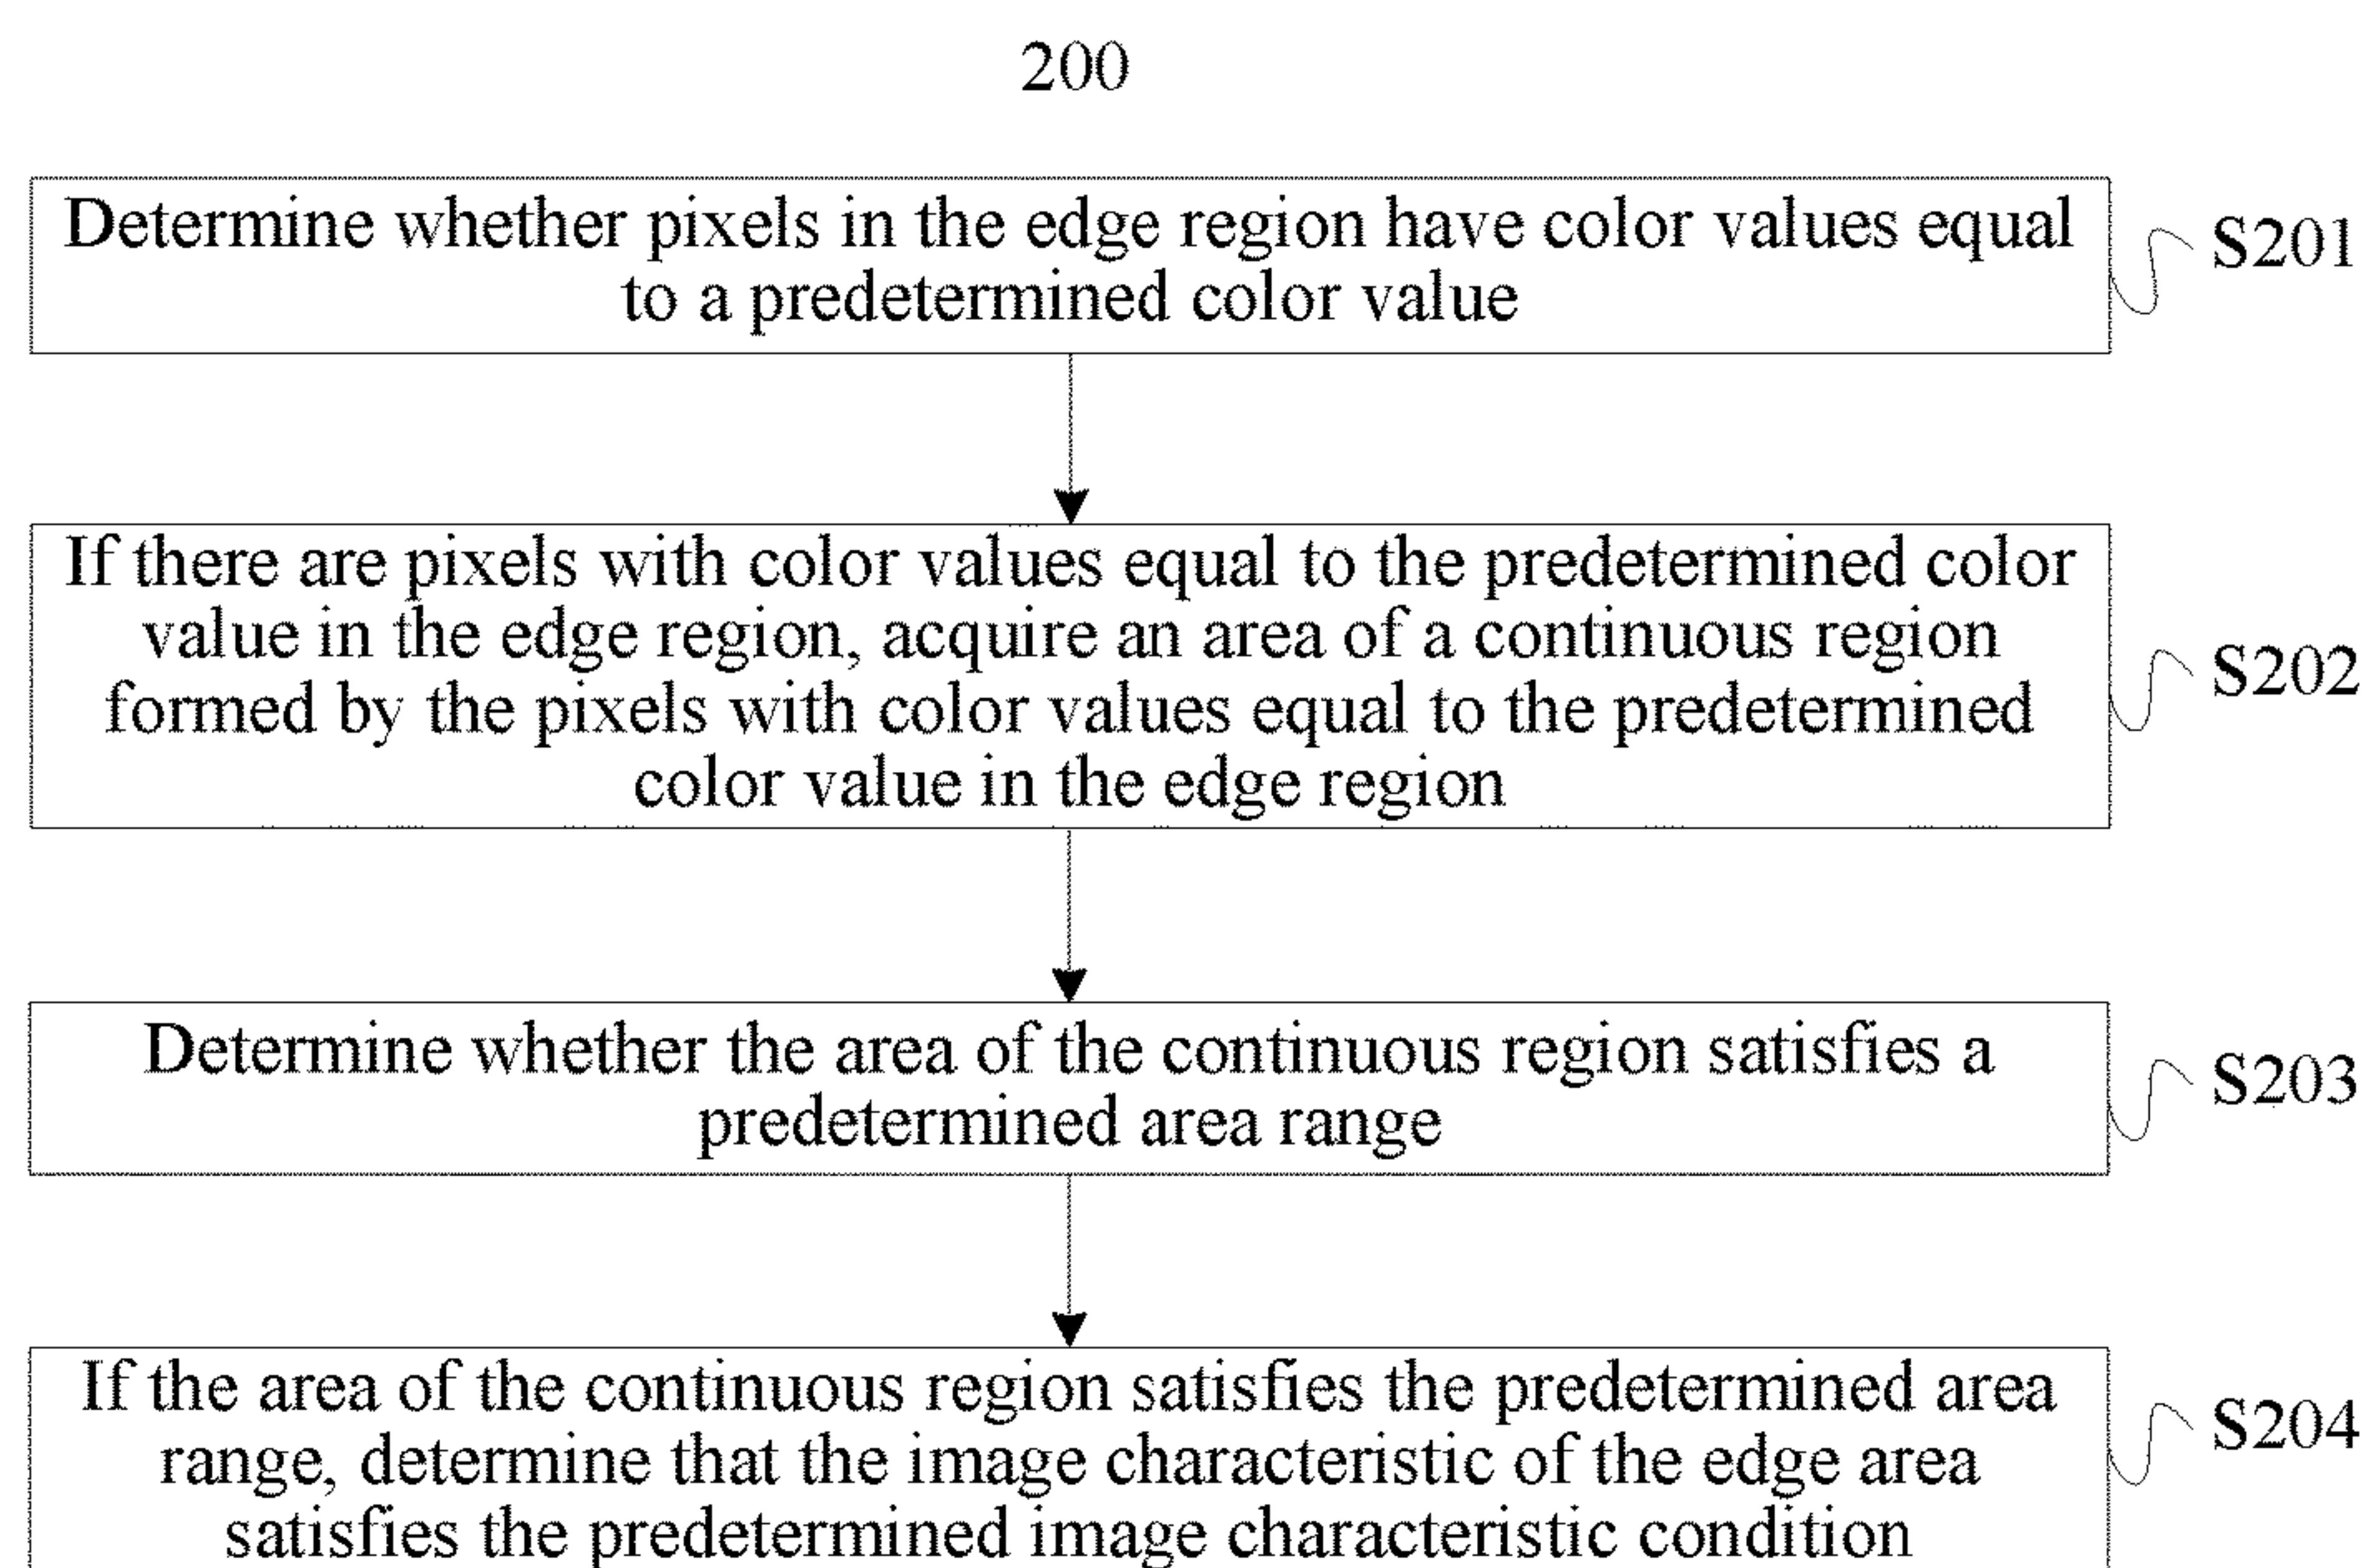 200
Determine whether pixels in the edge region have color values equal
to a predetermined color value
S201
If there are pixels with color values equal to the predetermined color
value in the edge region, acquire an area of a continuous region
formed by the pixels with color values equal to the predetermined
color value in the edge region
S202
Determine whether the area of the continuous region satisfies a
predetermined area range
S203
If the area of the continuous region satisfies the predetermined area
range, determine that the image characteristic of the edge area
satisfies the predetermined image characteristic condition
S204